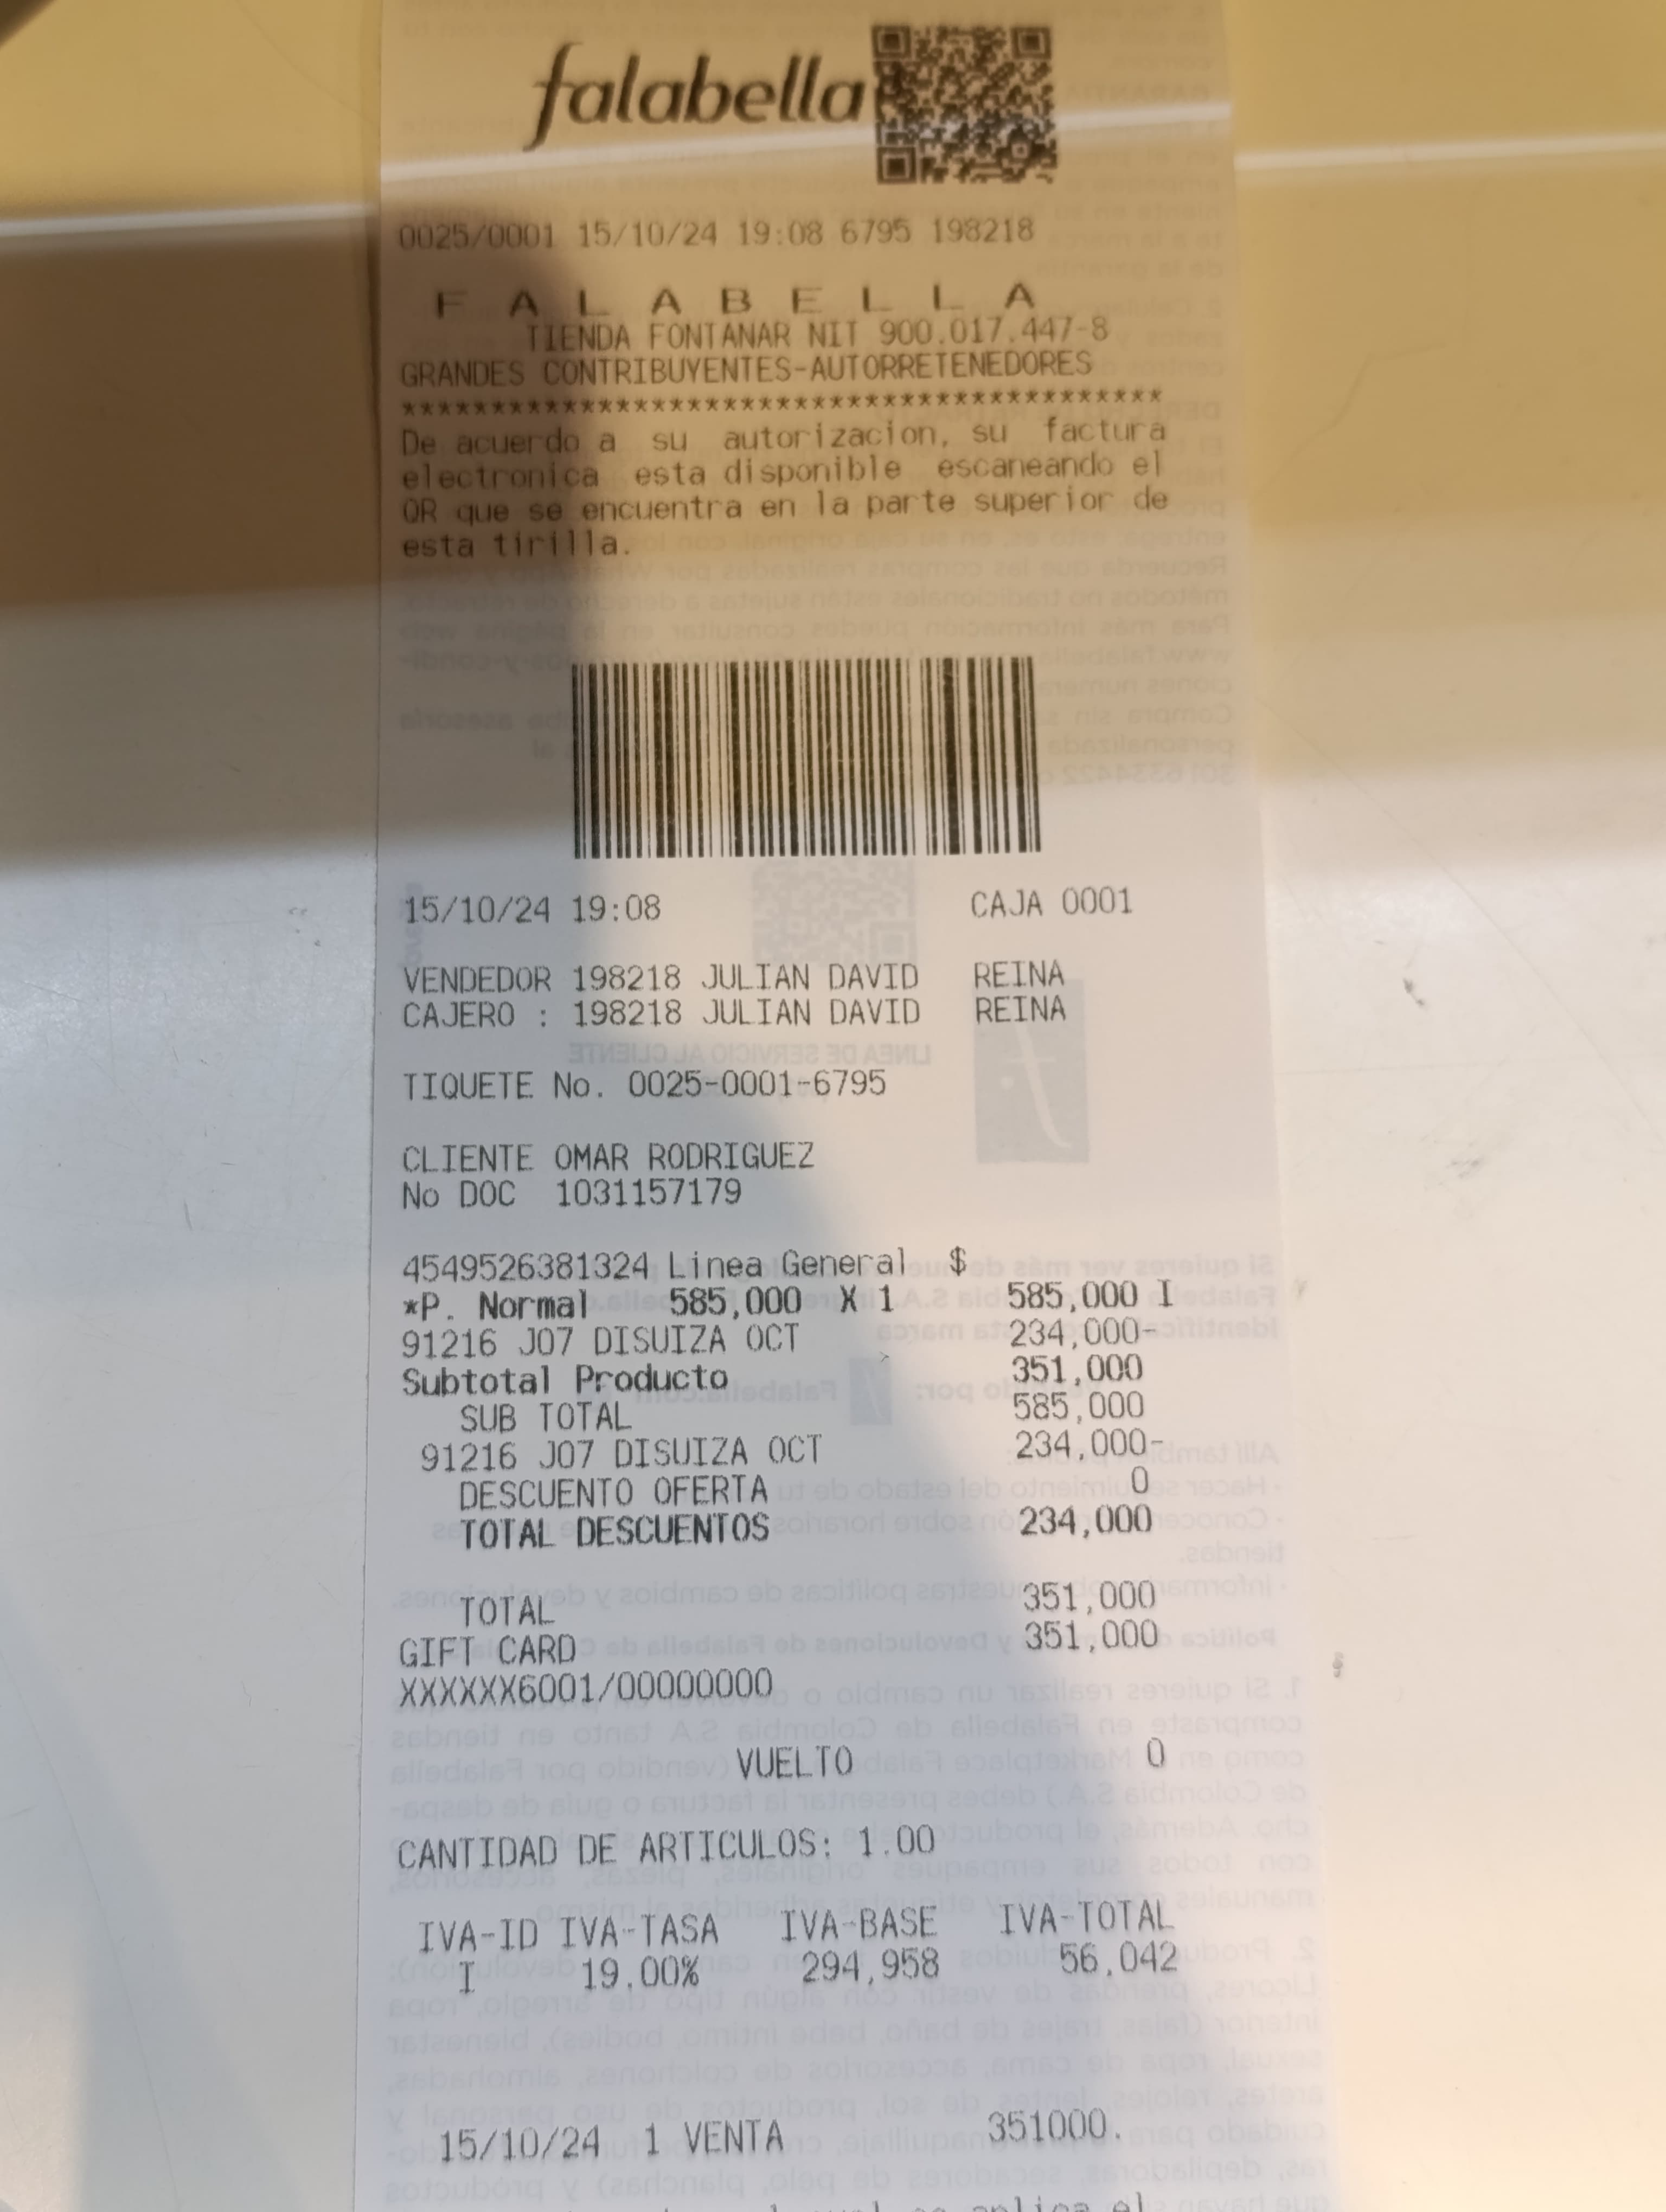 falabella
0025/0001 15/10/24 19:08 6795 198218
F A L A B E L L A
TIENDA FONTANAR NIT 900.017.447-8
GRANDES CONTRIBUYENTES-AUTORRETENEDORES
******************************************
De acuerdo a su autorizacion, su factura
electronica esta disponible escaneando el
QR que se encuentra en la parte superior de
esta tirilla.
15/10/24 19:08 CAJA 0001
VENDEDOR 198218 JULIAN DAVID REINA
CAJERO : 198218 JULIAN DAVID REINA
TIQUETE No. 0025-0001-6795
CLIENTE OMAR RODRIGUEZ
No DOC 1031157179
4549526381324 Linea General $
*P. Normal 585,000 X 1 585,000 I
91216 J07 DISUIZA OCT 234,000-
Subtotal Producto 351,000
SUB TOTAL 585,000
91216 J07 DISUIZA OCT 234,000-
DESCUENTO OFERTA 0
TOTAL DESCUENTOS 234,000
TOTAL 351,000
GIFT CARD 351,000
XXXXXX6001/00000000
VUELTO 0
CANTIDAD DE ARTICULOS: 1.00
IVA-ID IVA-TASA IVA-BASE IVA-TOTAL
I 19.00% 294,958 56,042
15/10/24 1 VENTA 351000.